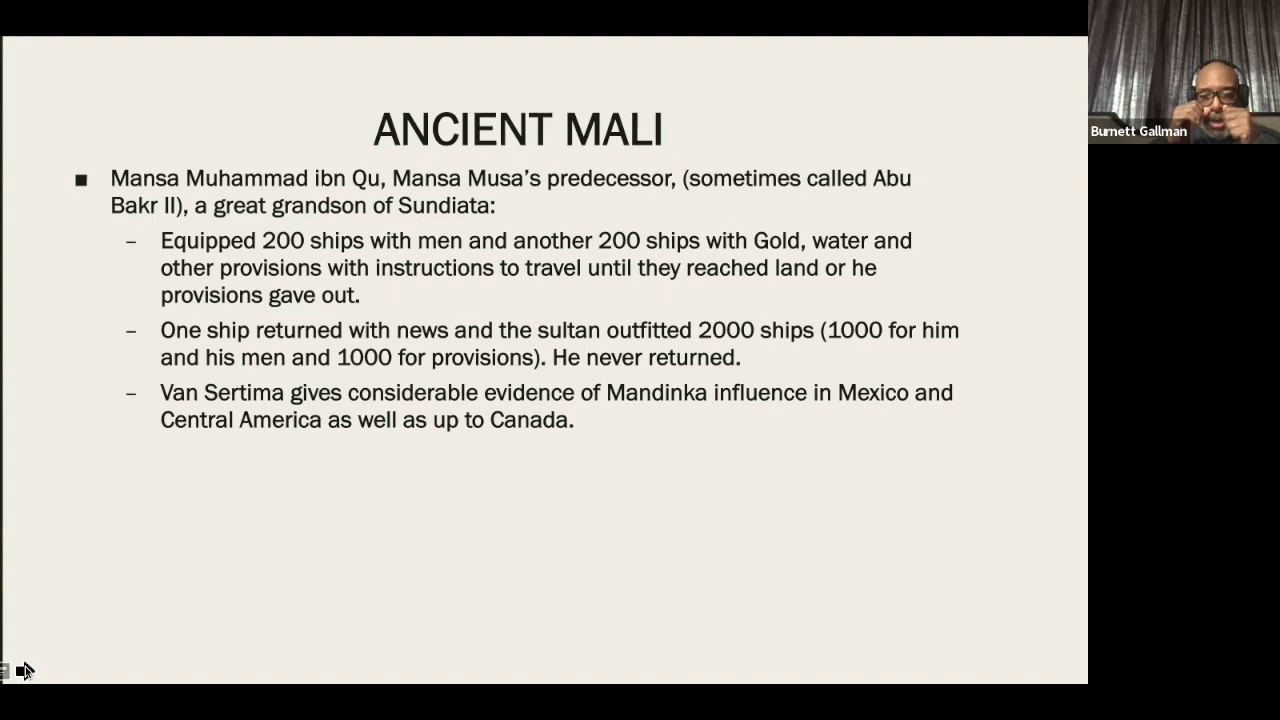 ANCIENT MALI
■ Mansa Muhammad ibn Qu, Mansa Musa's predecessor, (sometimes called Abu
Bakr II), a great grandson of Sundiata:
– Equipped 200 ships with men and another 200 ships with Gold, water and
other provisions with instructions to travel until they reached land or he
provisions gave out.
– One ship returned with news and the sultan outfitted 2000 ships (1000 for him
and his men and 1000 for provisions). He never returned.
– Van Sertima gives considerable evidence of Mandinka influence in Mexico and
Central America as well as up to Canada.
Burnett Gallman